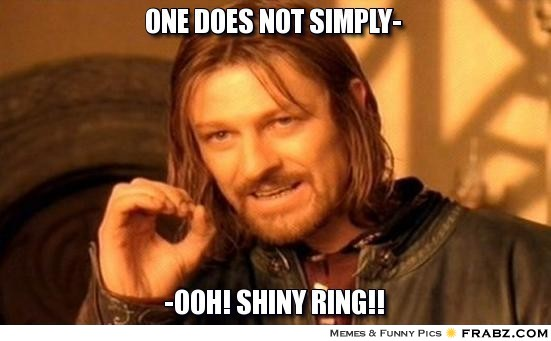 ONE DOES NOT SIMPLY-
-OOH! SHINY RING!!
MEMES & FUNNY PICS FRABZ.COM